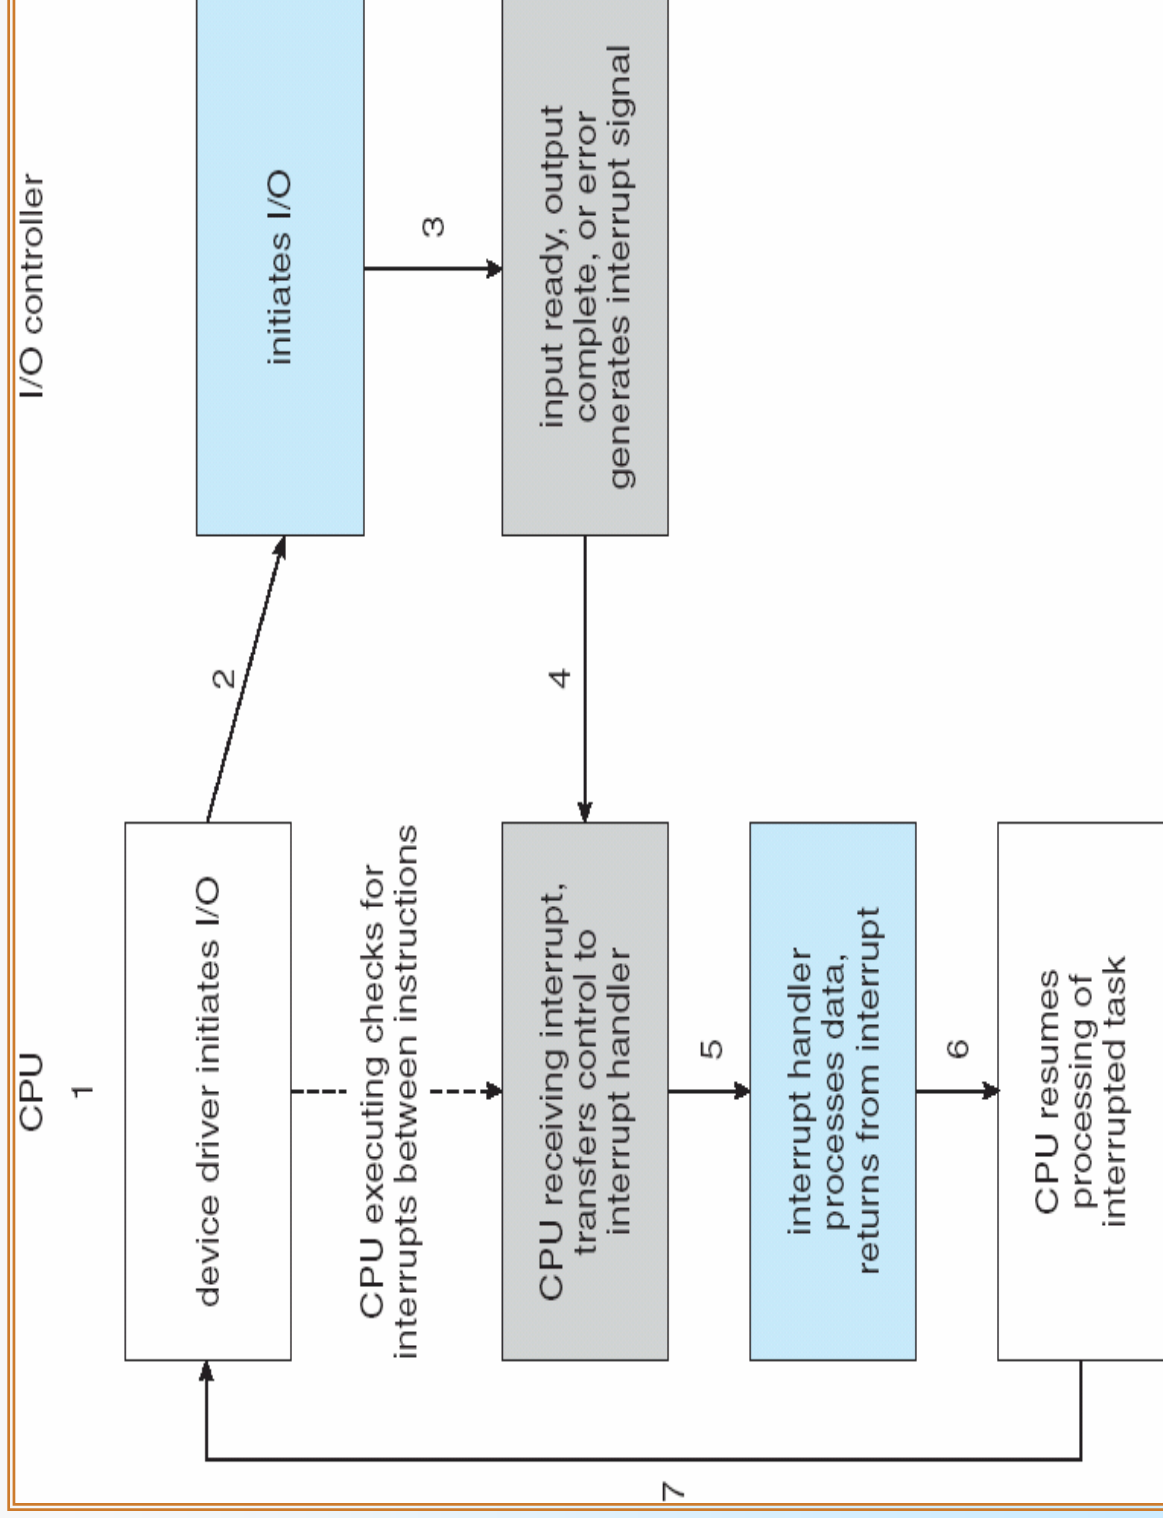 CPU
I/O controller
1
device driver initiates I/O
2
initiates I/O
CPU executing checks for
interrupts between instructions
3
input ready, output
complete, or error
generates interrupt signal
4
CPU receiving interrupt,
transfers control to
interrupt handler
5
interrupt handler
processes data,
returns from interrupt
6
CPU resumes
processing of
interrupted task
7